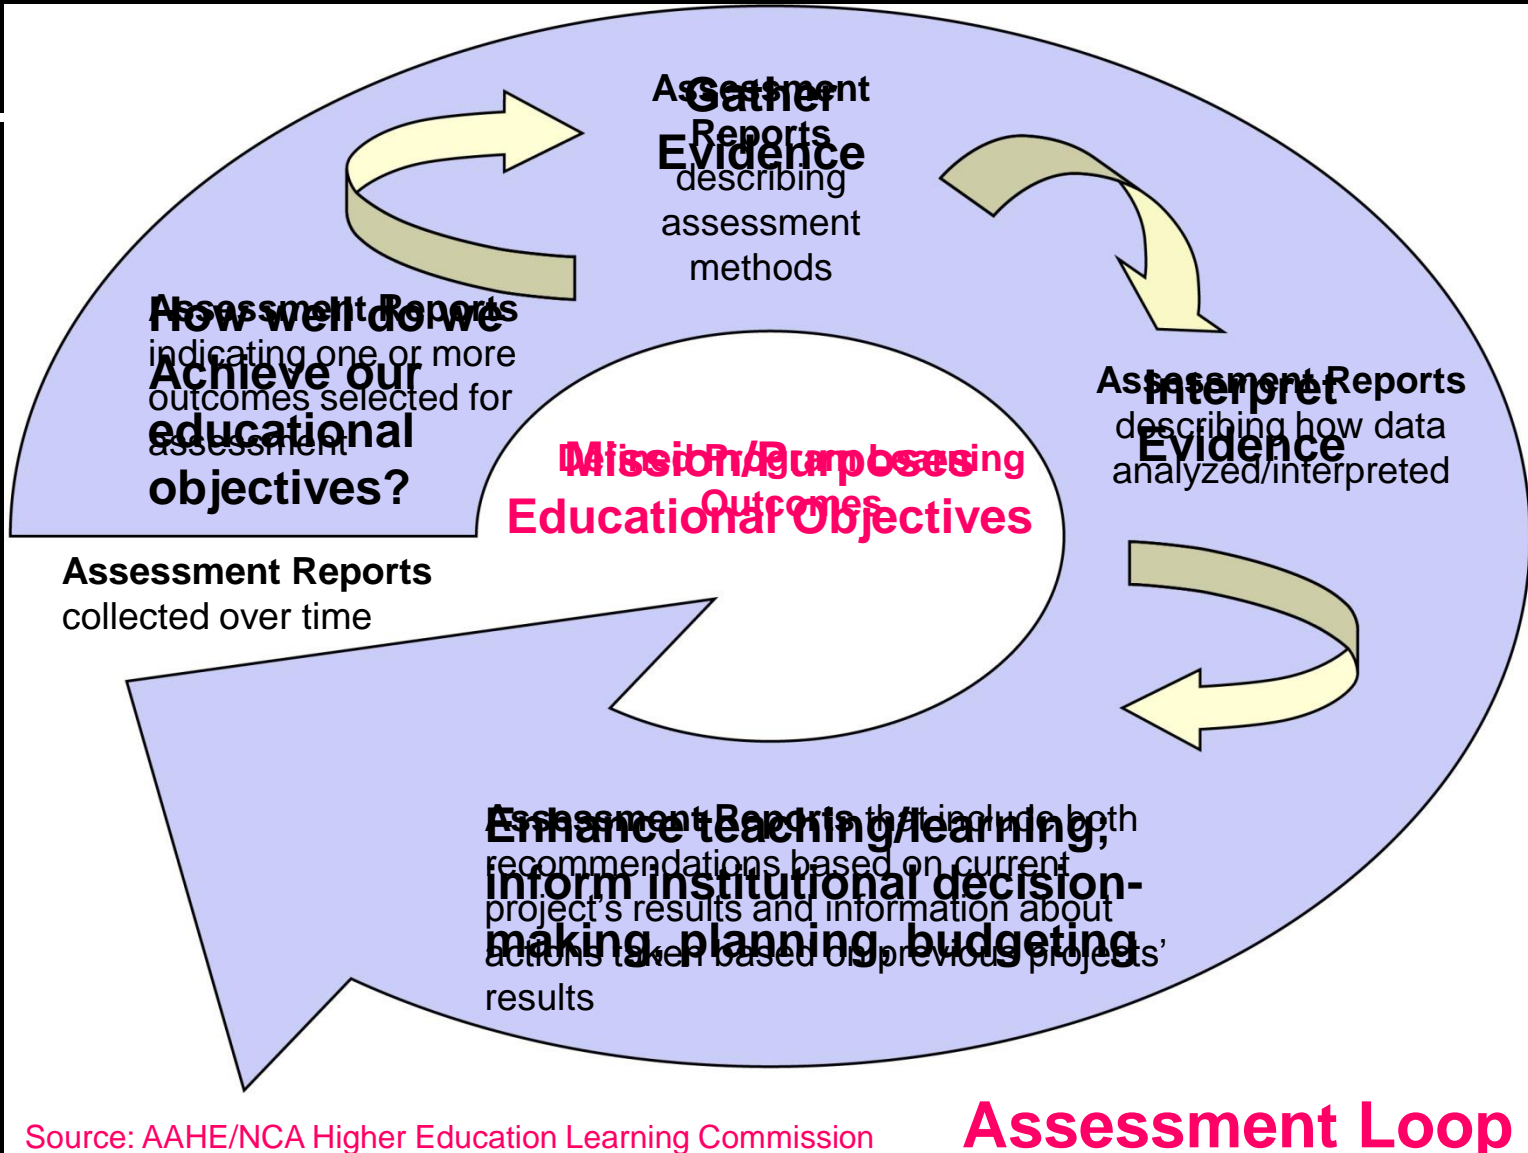 Gather
Evidence
Assessment
Reports
describing
assessment
methods
How well do we
Achieve our
educational
objectives?
Assessment Reports
indicating one or more
outcomes selected for
assessment
Interpret
Evidence
Assessment Reports
describing how data
analyzed/interpreted
Mission/Purposes
Educational Objectives
Defined Program Learning
Outcomes
Assessment Reports
collected over time
Enhance teaching/learning;
inform institutional decision-
making, planning, budgeting
Assessment Reports that include both
recommendations based on current
project's results and information about
actions taken based on previous projects’
results
Source: AAHE/NCA Higher Education Learning Commission
Assessment Loop